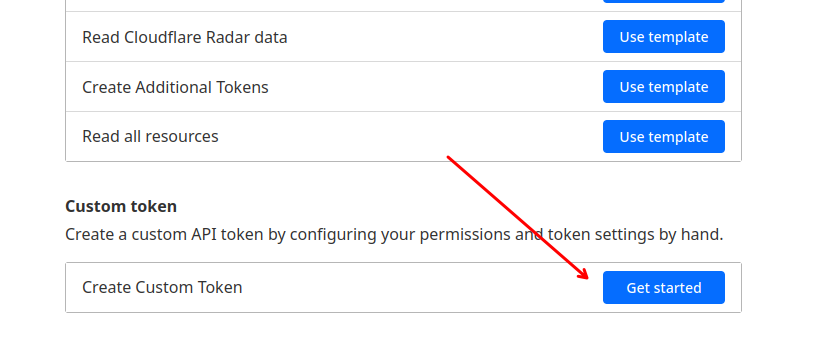 Read Cloudflare Radar data
Use template
Create Additional Tokens
Use template
Read all resources
Use template
Custom token
Create a custom API token by configuring your permissions and token settings by hand.
Create Custom Token
Get started